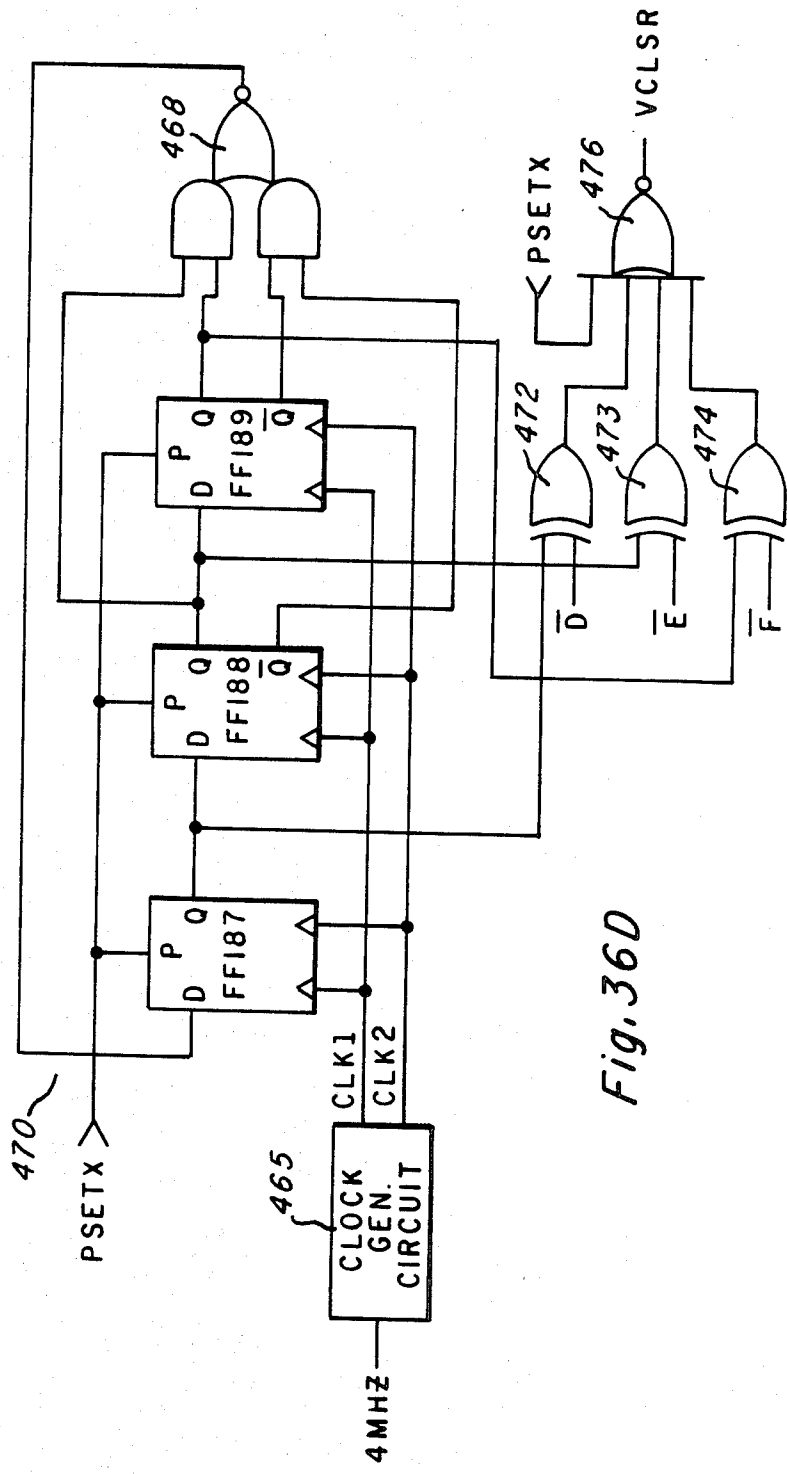 470
PSETX
P
D
Q
FF187
P
D
Q
FF188
Q̅
P
D
Q
FF189
Q̅
468
CLK1
CLK2
465
CLOCK
GEN.
CIRCUIT
4MHZ
PSETX
472
473
474
476
VCLSR
D̅
E̅
F̅
Fig. 36D